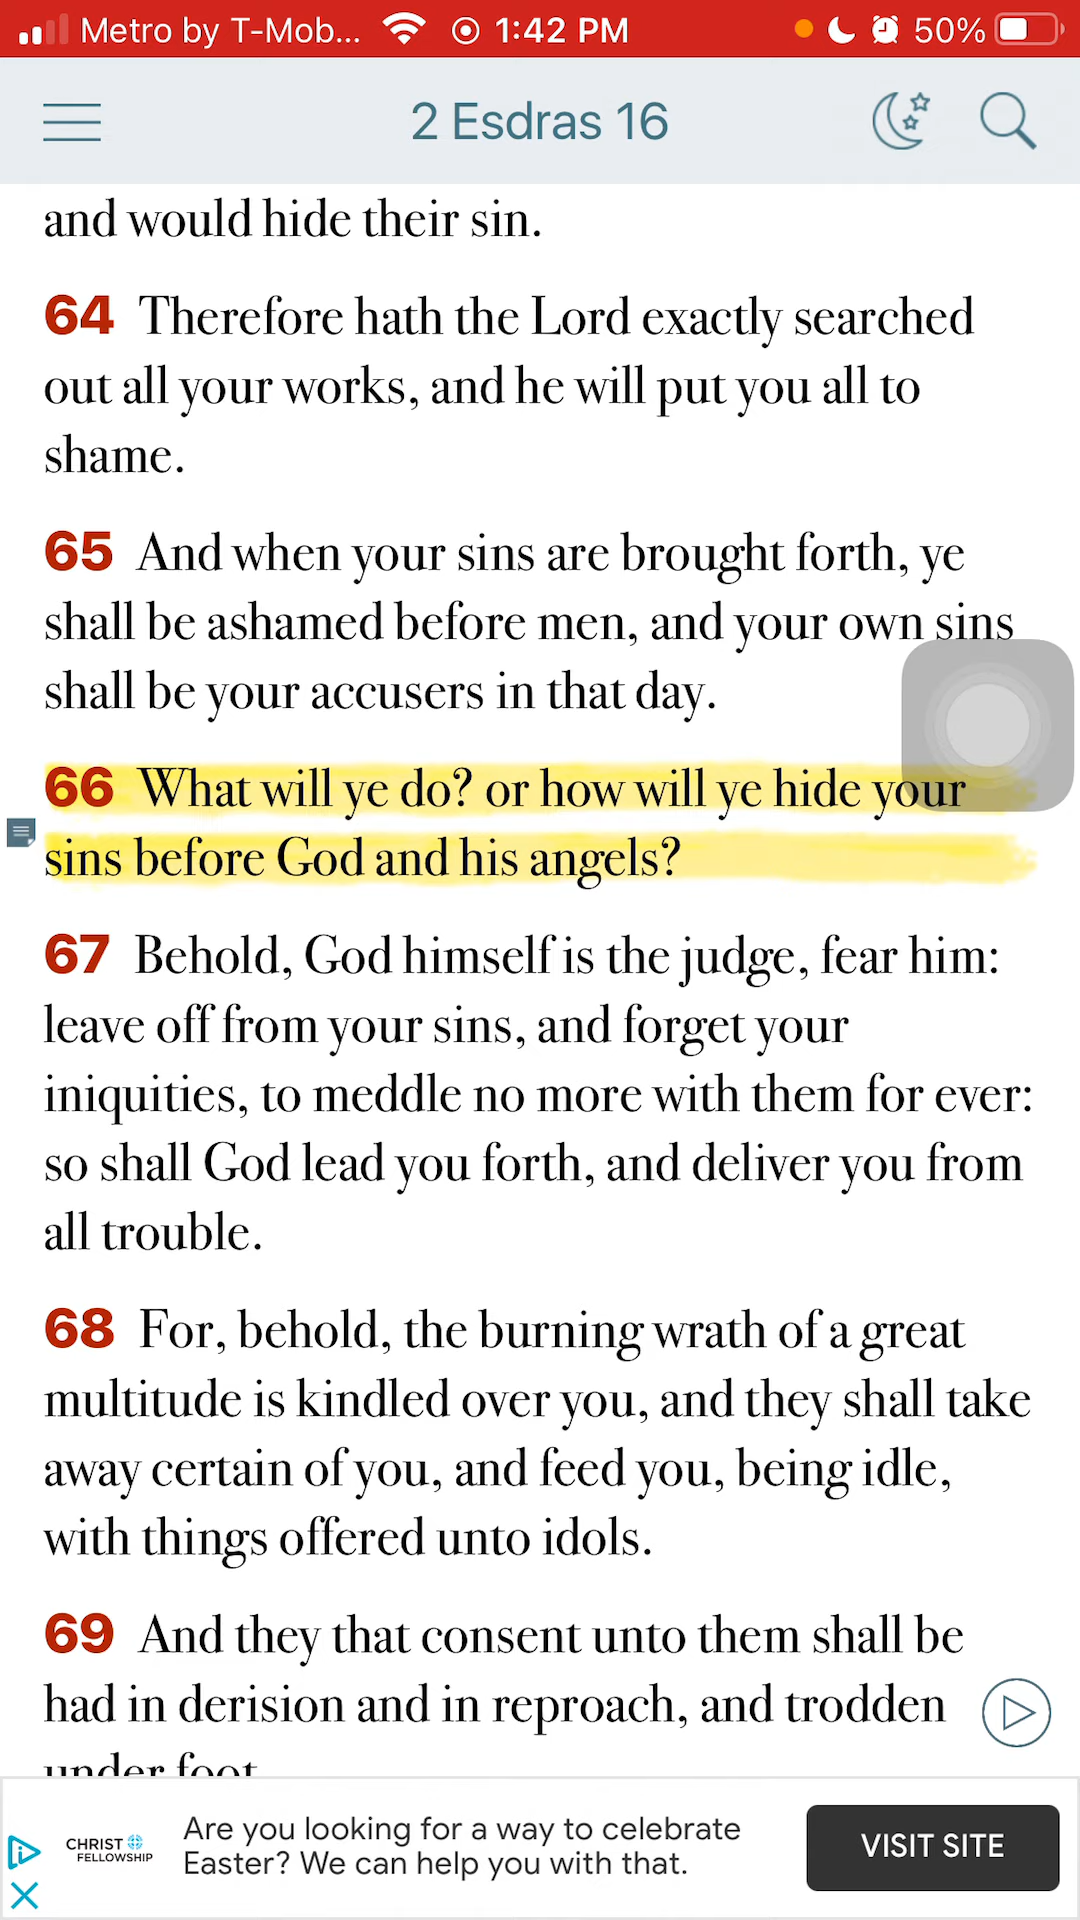 Metro by T-Mob... 1:42 PM 50%
2 Esdras 16
and would hide their sin.
64 Therefore hath the Lord exactly searched
out all your works, and he will put you all to
shame.
65 And when your sins are brought forth, ye
shall be ashamed before men, and your own sins
shall be your accusers in that day.
66 What will ye do? or how will ye hide your
sins before God and his angels?
67 Behold, God himself is the judge, fear him:
leave off from your sins, and forget your
iniquities, to meddle no more with them for ever:
so shall God lead you forth, and deliver you from
all trouble.
68 For, behold, the burning wrath of a great
multitude is kindled over you, and they shall take
away certain of you, and feed you, being idle,
with things offered unto idols.
69 And they that consent unto them shall be
had in derision and in reproach, and trodden
under foot
CHRIST
FELLOWSHIP
Are you looking for a way to celebrate
Easter? We can help you with that.
VISIT SITE